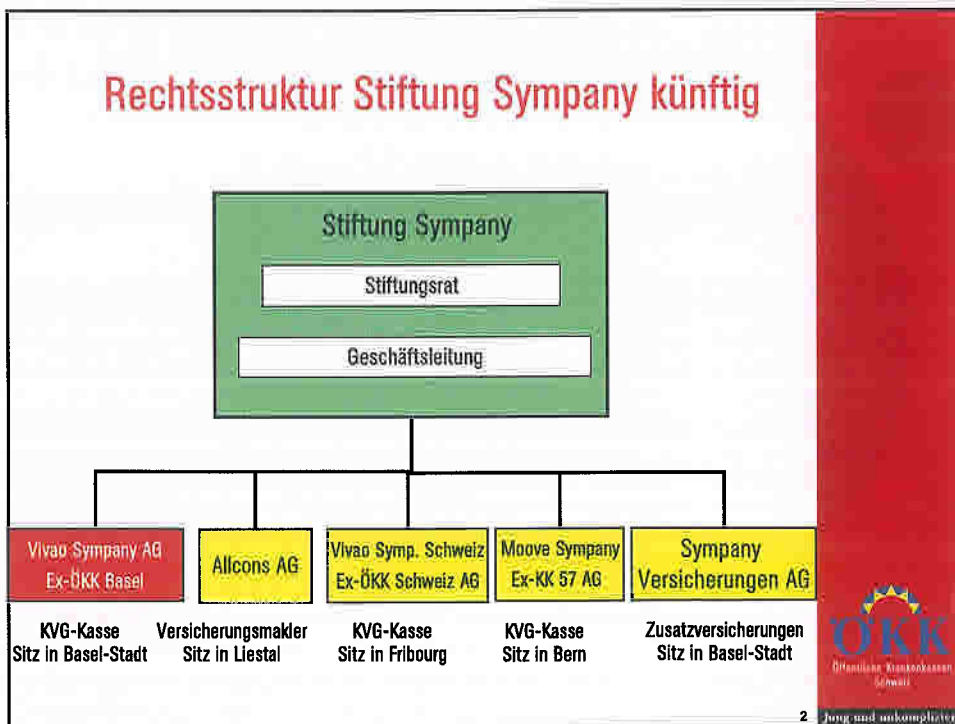 Rechtsstruktur Stiftung Sympany künftig
Stiftung Sympany
Stiftungsrat
Geschäftsleitung
Vivao Sympany AG
Ex-ÖKK Basel
Allcons AG
Vivao Symp. Schweiz
Ex-ÖKK Schweiz AG
Moove Sympany
Ex-KK 57 AG
Sympany
Versicherungen AG
KVG-Kasse
Sitz in Basel-Stadt
Versicherungsmakler
Sitz in Liestal
KVG-Kasse
Sitz in Fribourg
KVG-Kasse
Sitz in Bern
Zusatzversicherungen
Sitz in Basel-Stadt
ÖKK
Öffentliche Krankenkassen
Schweiz
2
Jung und unkompliziert